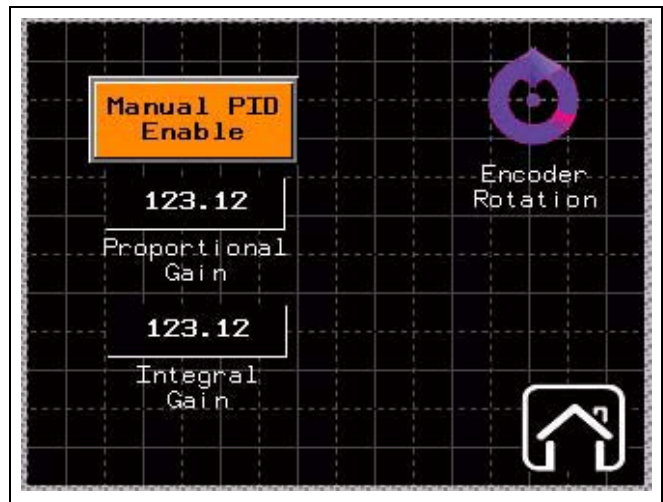 Manual PID
Enable
123.12
Proportional
Gain
123.12
Integral
Gain
Encoder
Rotation